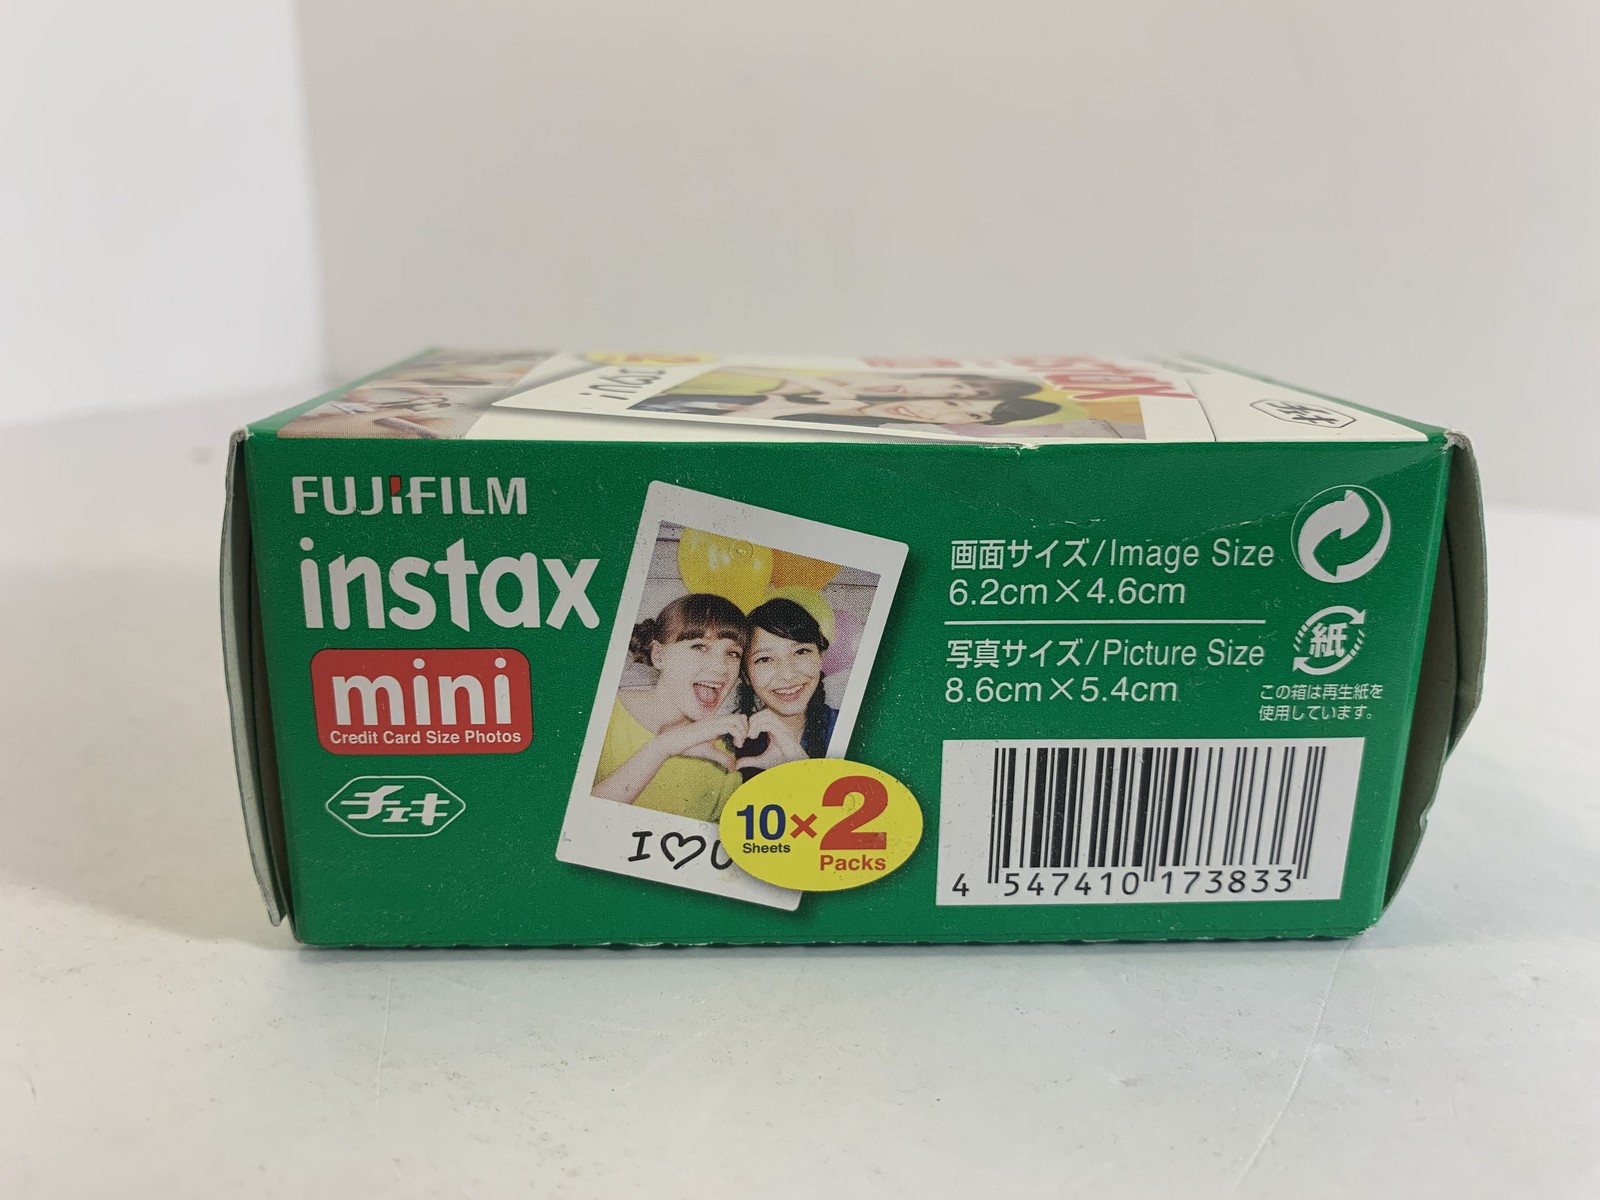 FUJIFILM
instax
mini
Credit Card Size Photos
チェキ
I♡U
10 × 2
Sheets
Packs
画面サイズ/Image Size
6.2cm×4.6cm
写真サイズ/Picture Size
8.6cm×5.4cm
紙
この箱は再生紙を
使用しています。
4 547410 173833